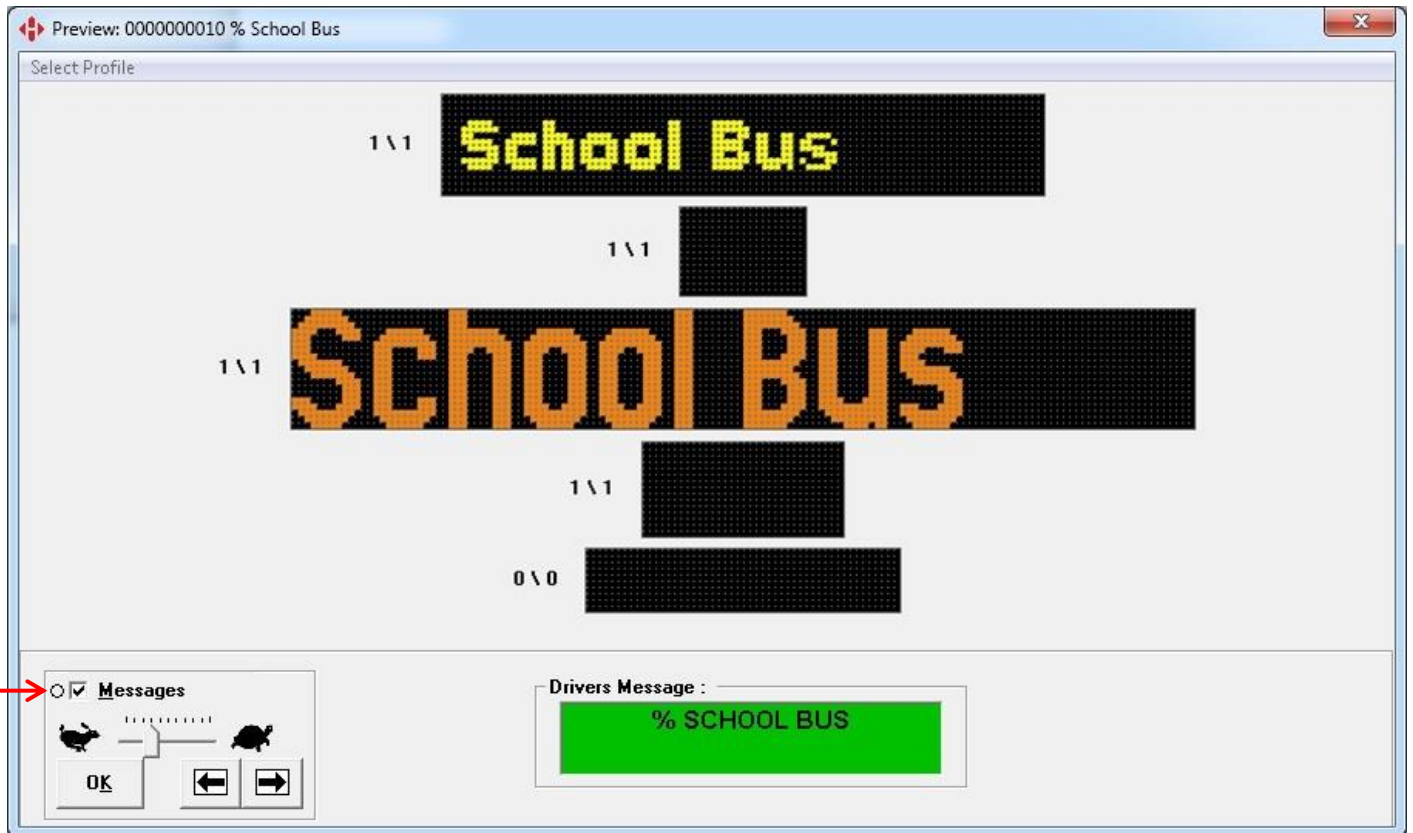 Preview: 0000000010 % School Bus
Select Profile
1 \ 1
School Bus
1 \ 1
1 \ 1
School Bus
1 \ 1
0 \ 0
Messages
Drivers Message :
% SCHOOL BUS
OK